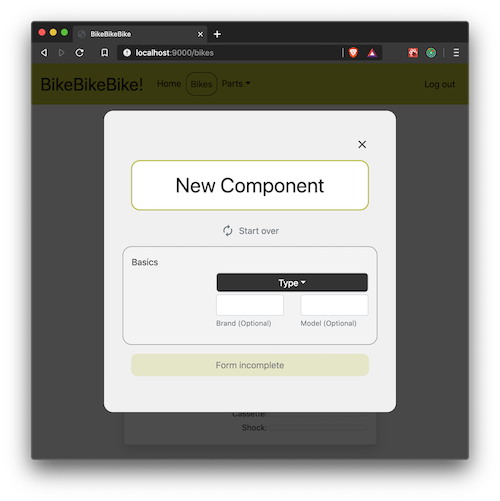 BikeBikeBike
localhost:9000/bikes
BikeBikeBike! Home Bikes Parts Log out
New Component
Start over
Basics
Type
Brand (Optional) Model (Optional)
Form incomplete
Cassette
Shock: